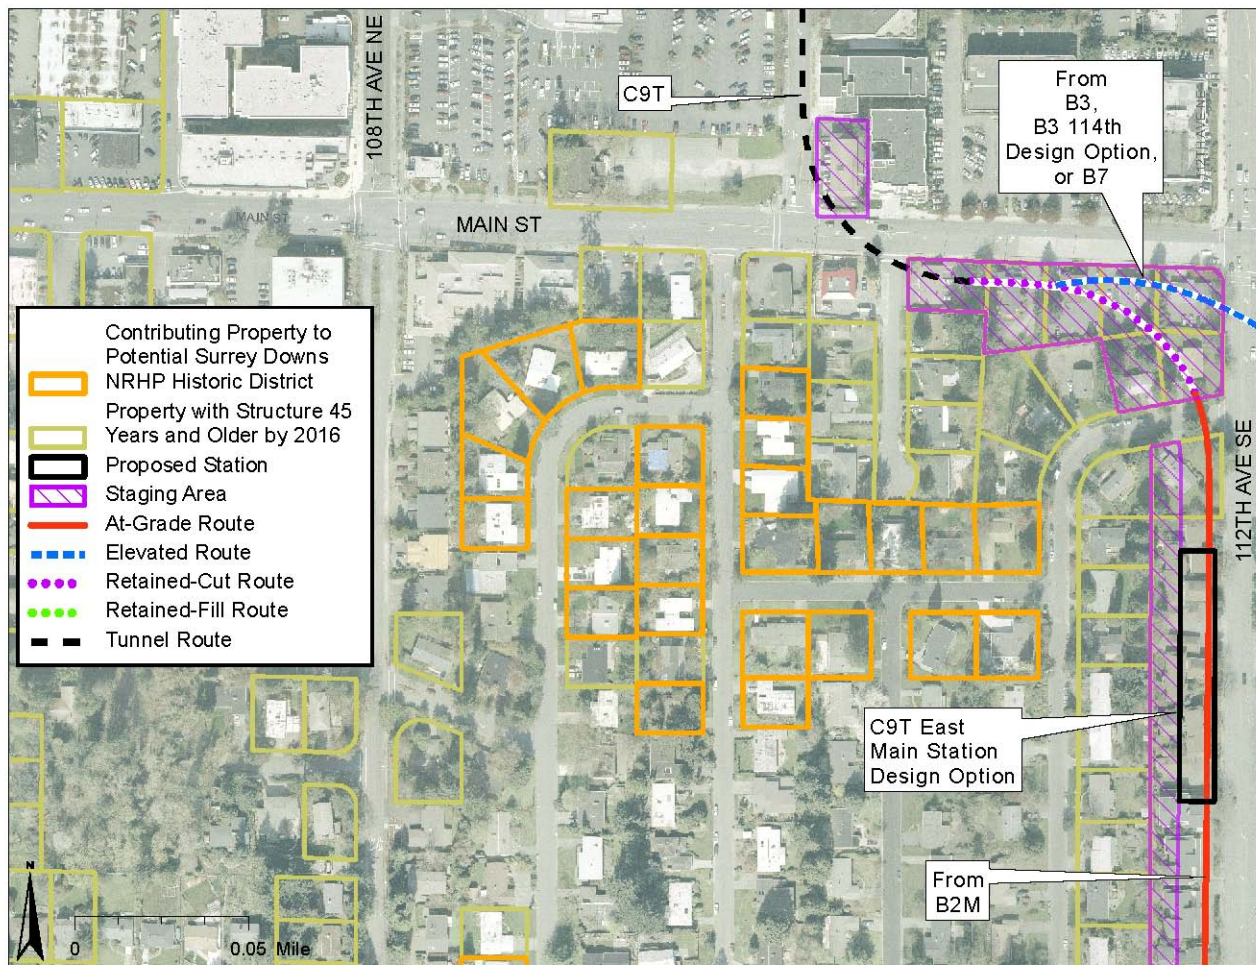 108TH AVE NE
C9T
From
B3,
B3 114th
Design Option,
or B7
112TH AVE NE
MAIN ST
MAIN ST
Contributing Property to
Potential Surrey Downs
NRHP Historic District
Property with Structure 45
Years and Older by 2016
Proposed Station
Staging Area
At-Grade Route
Elevated Route
Retained-Cut Route
Retained-Fill Route
Tunnel Route
112TH AVE SE
C9T East
Main Station
Design Option
From
B2M
N
0 0.05 Mile